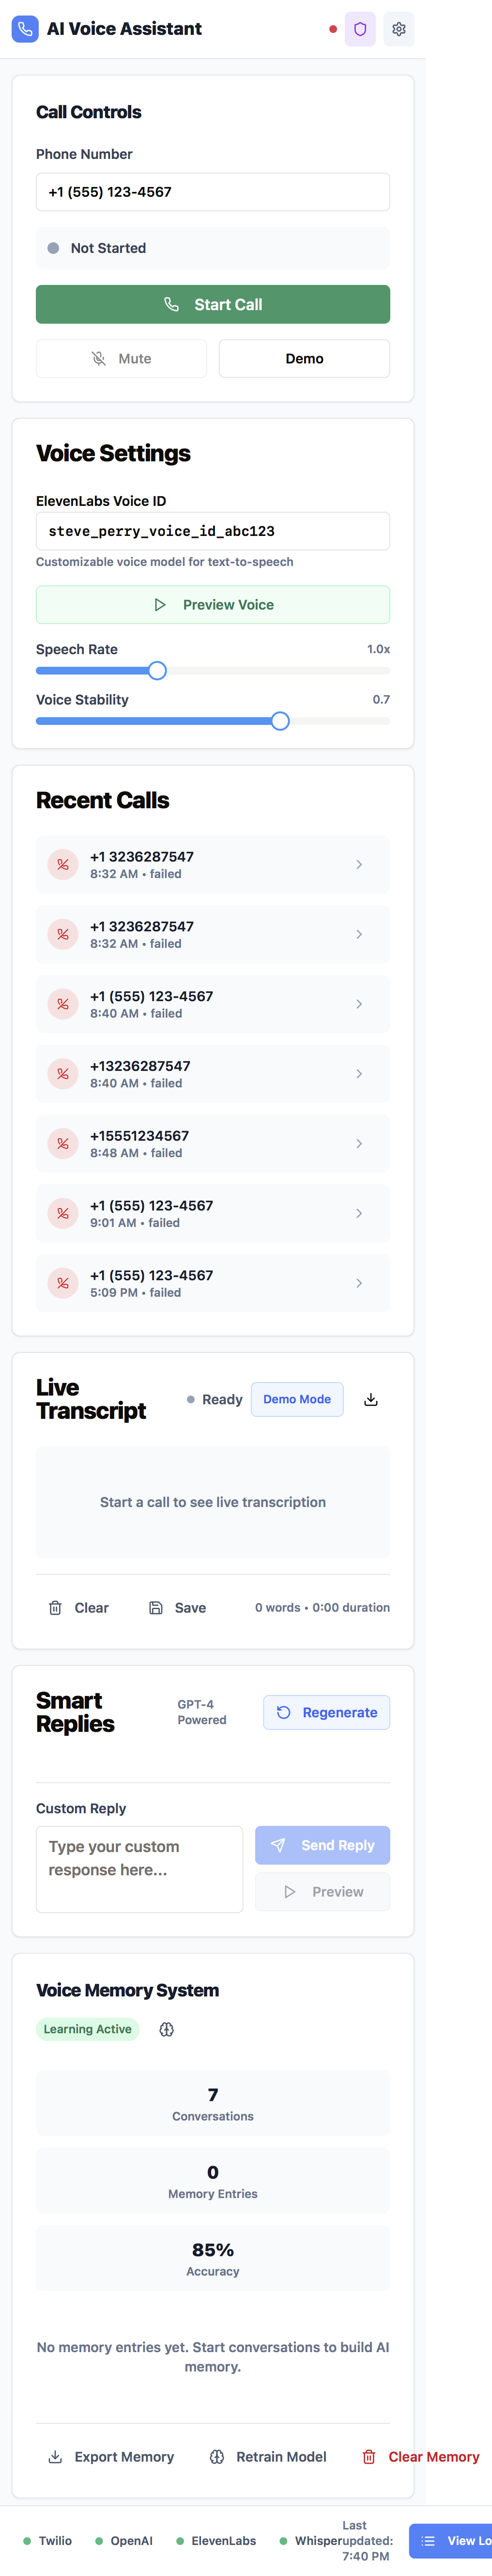 AI Voice Assistant
Call Controls
Phone Number
+1 (555) 123-4567
Not Started
Start Call
Mute
Demo
Voice Settings
ElevenLabs Voice ID
steve_perry_voice_id_abc123
Customizable voice model for text-to-speech
Preview Voice
Speech Rate
1.0x
Voice Stability
0.7
Recent Calls
+1 3236287547
8:32 AM • failed
+1 3236287547
8:32 AM • failed
+1 (555) 123-4567
8:40 AM • failed
+13236287547
8:40 AM • failed
+15551234567
8:48 AM • failed
+1 (555) 123-4567
9:01 AM • failed
+1 (555) 123-4567
5:09 PM • failed
Live
Transcript
Ready
Demo Mode
Start a call to see live transcription
Clear
Save
0 words • 0:00 duration
Smart
Replies
GPT-4
Powered
Regenerate
Custom Reply
Type your custom
response here...
Send Reply
Preview
Voice Memory System
Learning Active
7
Conversations
0
Memory Entries
85%
Accuracy
No memory entries yet. Start conversations to build AI
memory.
Export Memory
Retrain Model
Clear Memory
Twilio
OpenAI
ElevenLabs
Whisper
Last
updated:
7:40 PM
View Lo